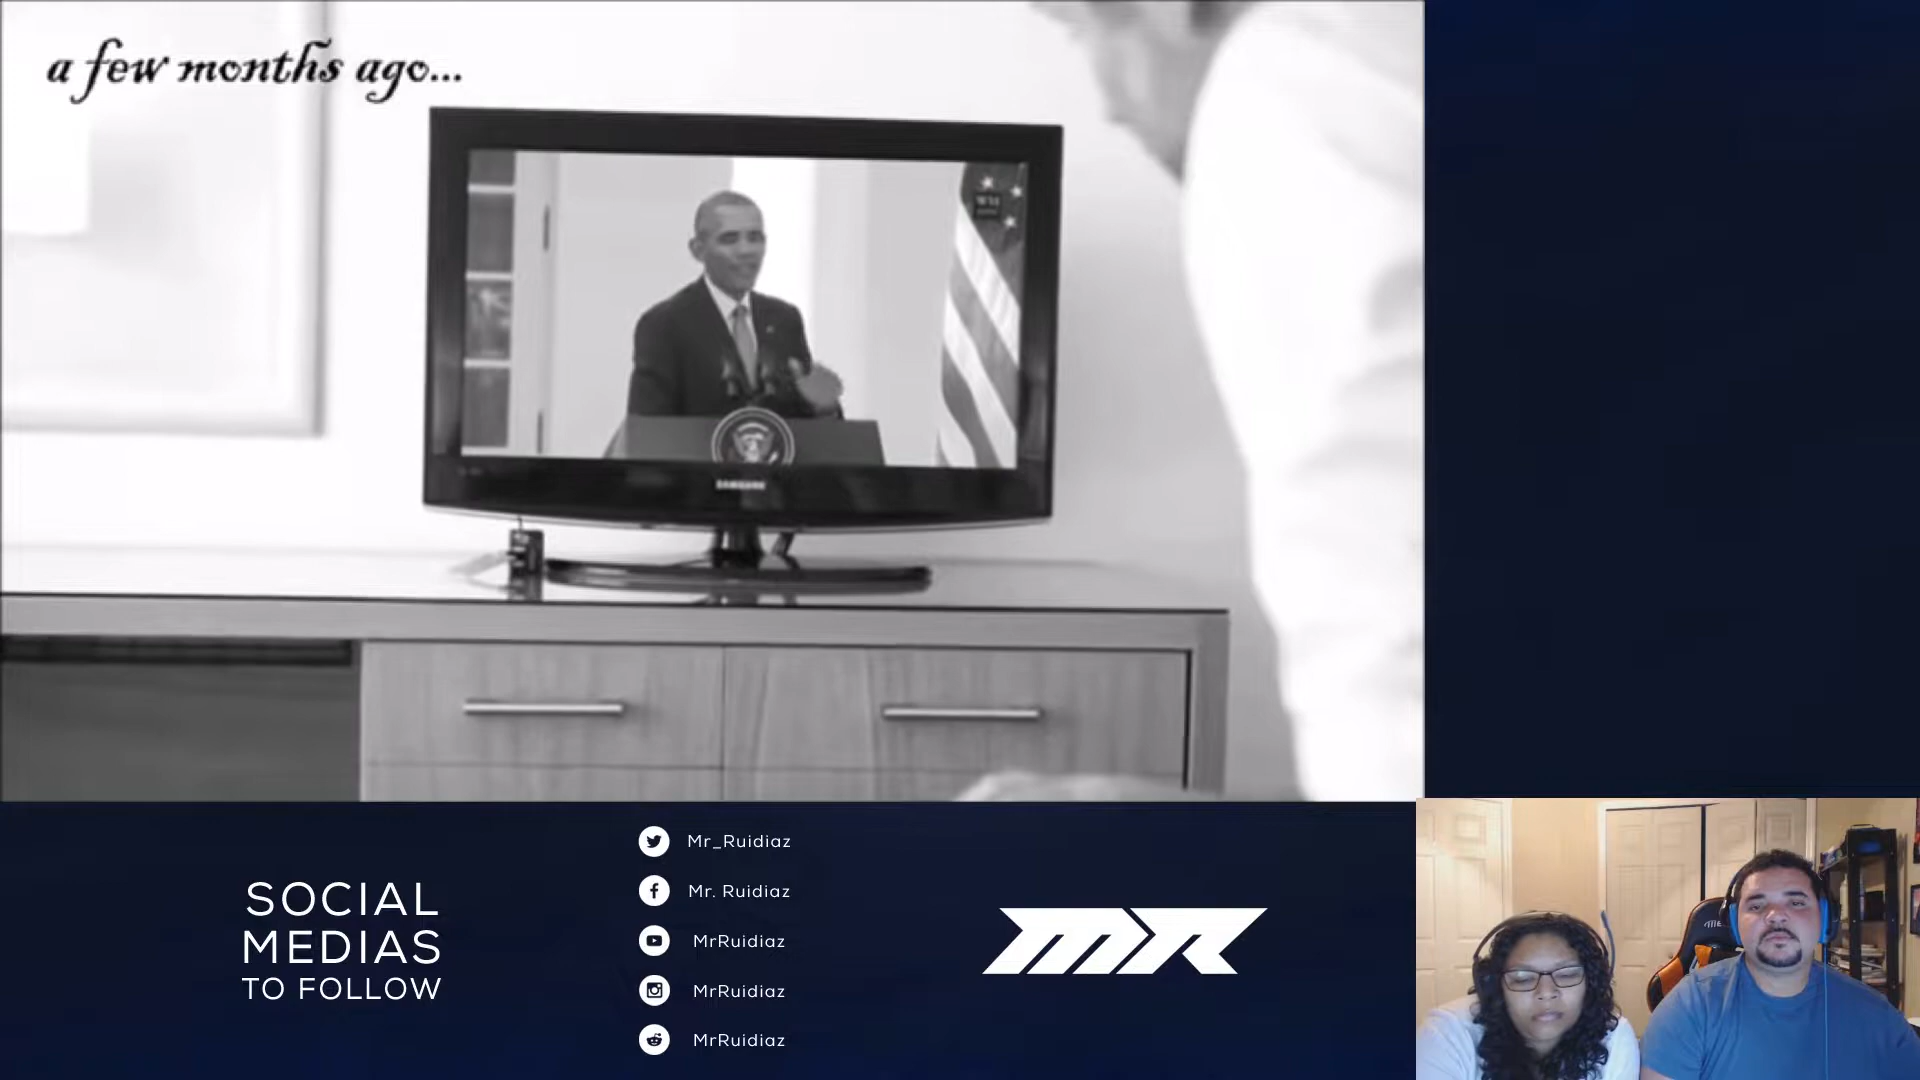 a few months ago...
SAMSUNG
SOCIAL
MEDIAS
TO FOLLOW
Mr_Ruidiaz
Mr. Ruidiaz
MrRuidiaz
MrRuidiaz
MrRuidiaz
MR